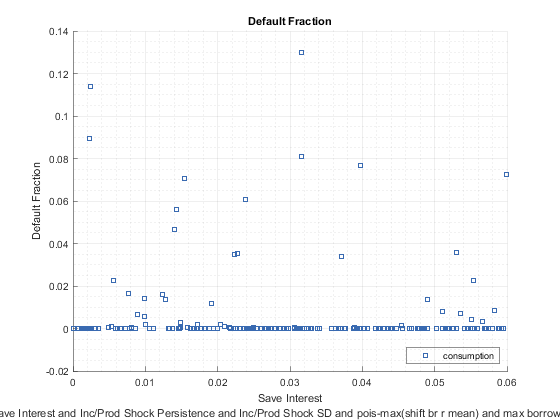 Default Fraction
0.14
0.12
0.1
0.08
0.06
0.04
0.02
0
-0.02
Default Fraction
0 0.01 0.02 0.03 0.04 0.05 0.06
consumption
Save Interest
ave Interest and Inc/Prod Shock Persistence and Inc/Prod Shock SD and pois-max(shift br r mean) and max borrow